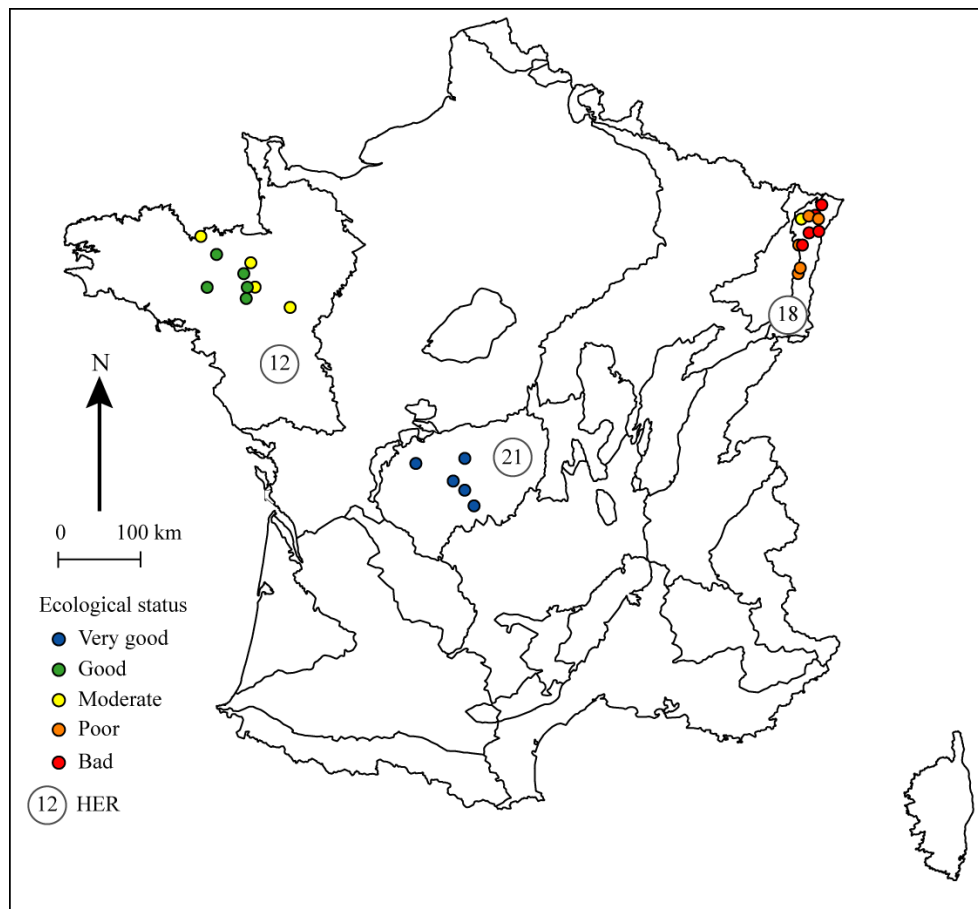 18
12
N
21
0 100 km
Ecological status
Very good
Good
Moderate
Poor
Bad
12 HER